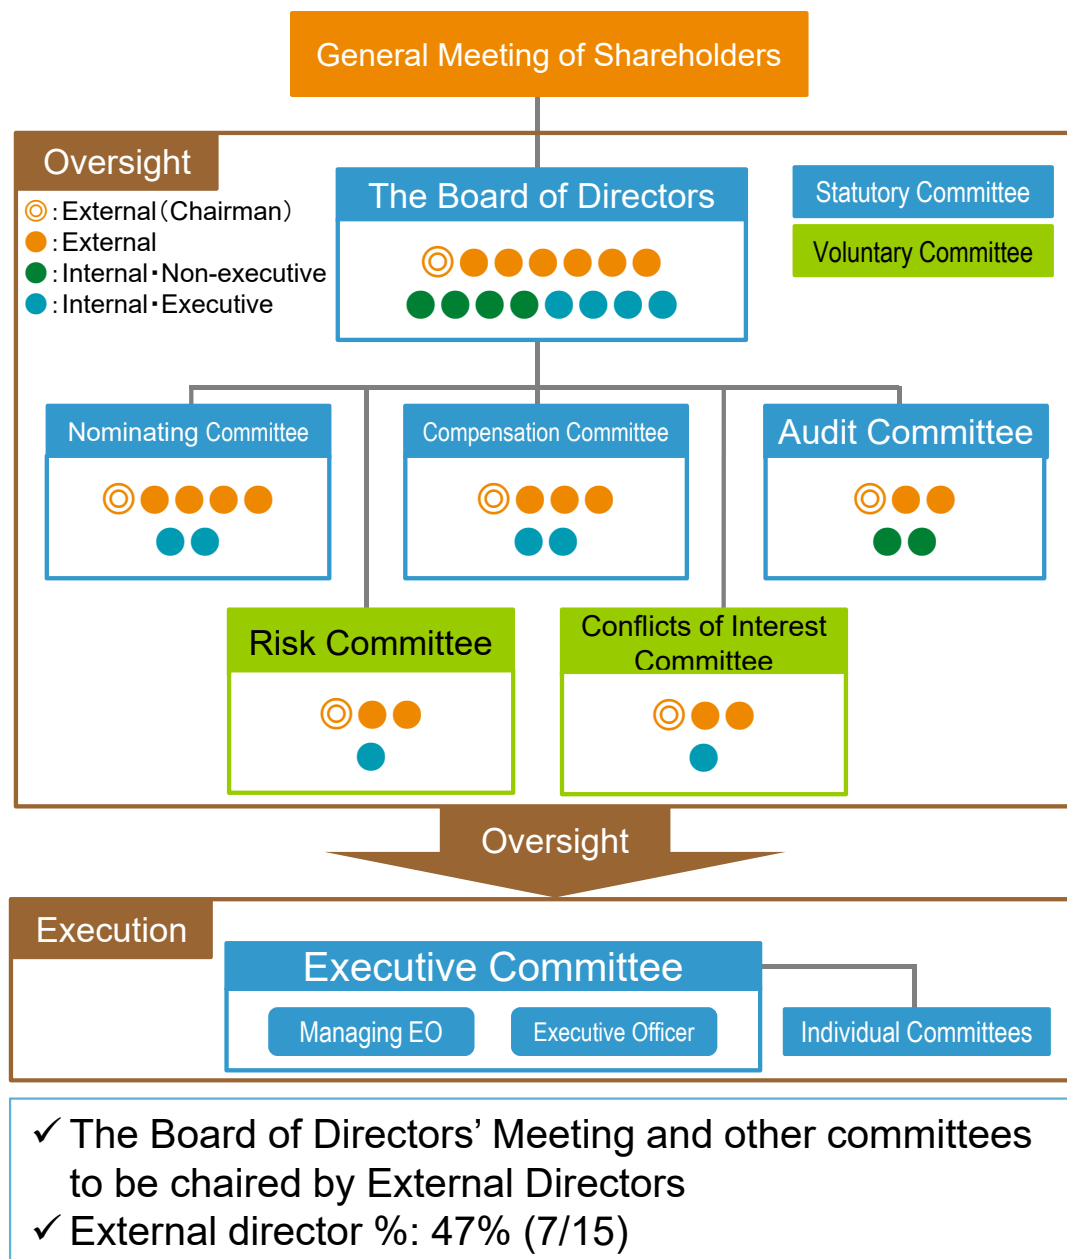 General Meeting of Shareholders
Oversight
◎:External(Chairman)
●:External
●:Internal・Non-executive
●:Internal・Executive
The Board of Directors
Statutory Committee
Voluntary Committee
Nominating Committee
Compensation Committee
Audit Committee
Risk Committee
Conflicts of Interest
Committee
Oversight
Execution
Executive Committee
Managing EO
Executive Officer
Individual Committees
✓ The Board of Directors’ Meeting and other committees
to be chaired by External Directors
✓ External director %: 47% (7/15)